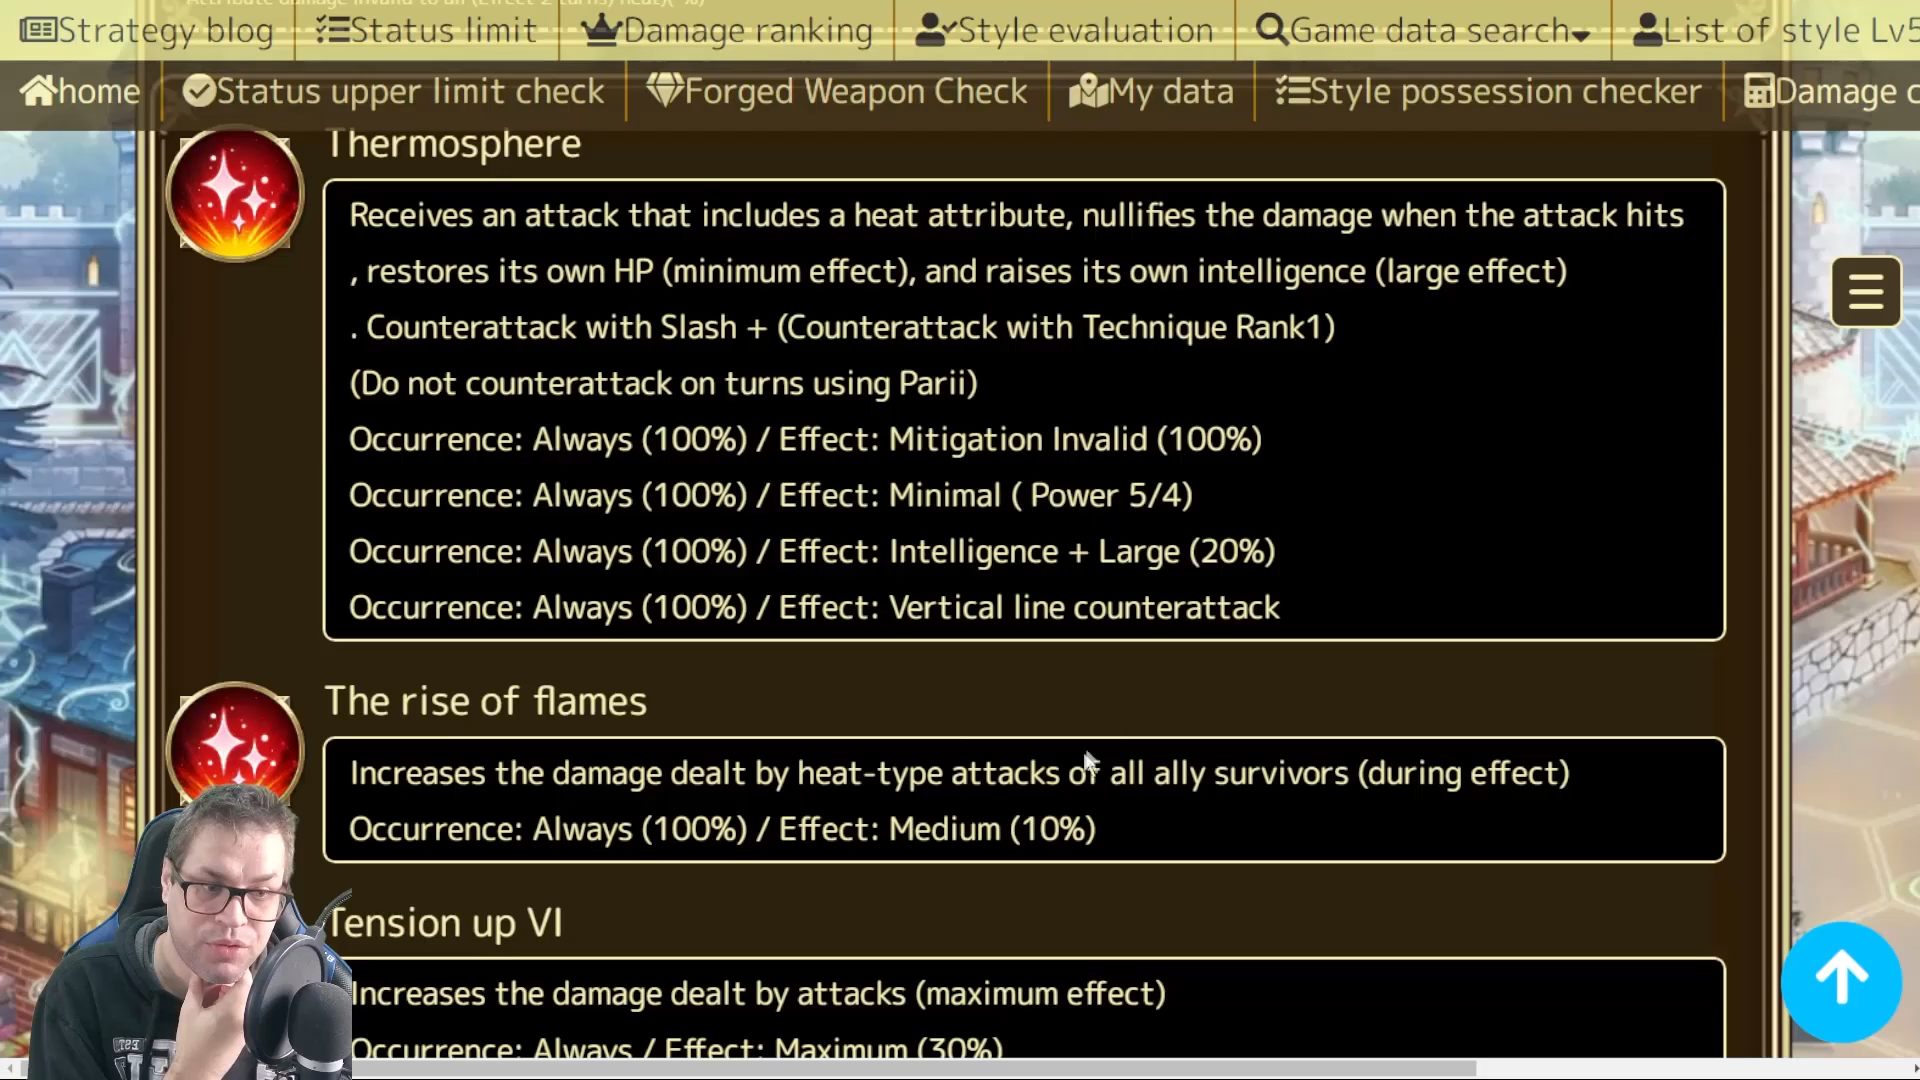 Strategy blog Status limit Damage ranking Style evaluation Game data search List of style Lv5
home Status upper limit check Forged Weapon Check My data Style possession checker Damage c
Thermosphere
Receives an attack that includes a heat attribute, nullifies the damage when the attack hits
, restores its own HP (minimum effect), and raises its own intelligence (large effect)
. Counterattack with Slash + (Counterattack with Technique Rank1)
(Do not counterattack on turns using Parii)
Occurrence: Always (100%) / Effect: Mitigation Invalid (100%)
Occurrence: Always (100%) / Effect: Minimal ( Power 5/4)
Occurrence: Always (100%) / Effect: Intelligence + Large (20%)
Occurrence: Always (100%) / Effect: Vertical line counterattack
The rise of flames
Increases the damage dealt by heat-type attacks of all ally survivors (during effect)
Occurrence: Always (100%) / Effect: Medium (10%)
Tension up VI
Increases the damage dealt by attacks (maximum effect)
Occurrence: Always / Effect: Maximum (30%)